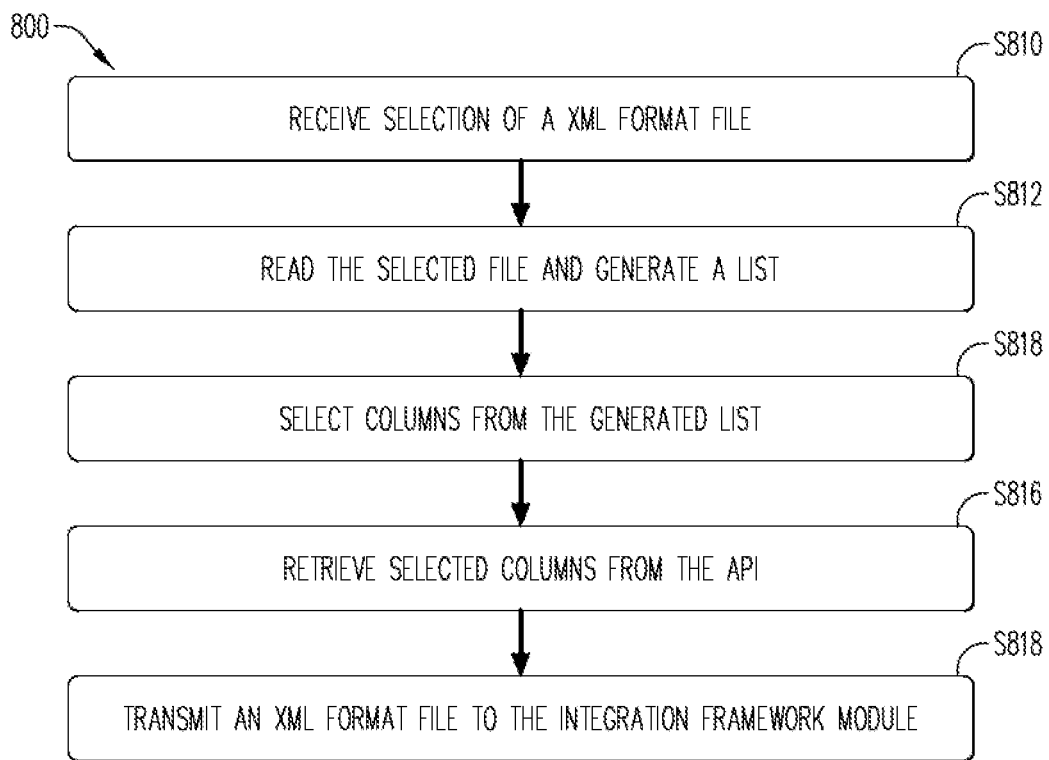 800
S810
RECEIVE SELECTION OF A XML FORMAT FILE
S812
READ THE SELECTED FILE AND GENERATE A LIST
S818
SELECT COLUMNS FROM THE GENERATED LIST
S816
RETRIEVE SELECTED COLUMNS FROM THE API
S818
TRANSMIT AN XML FORMAT FILE TO THE INTEGRATION FRAMEWORK MODULE